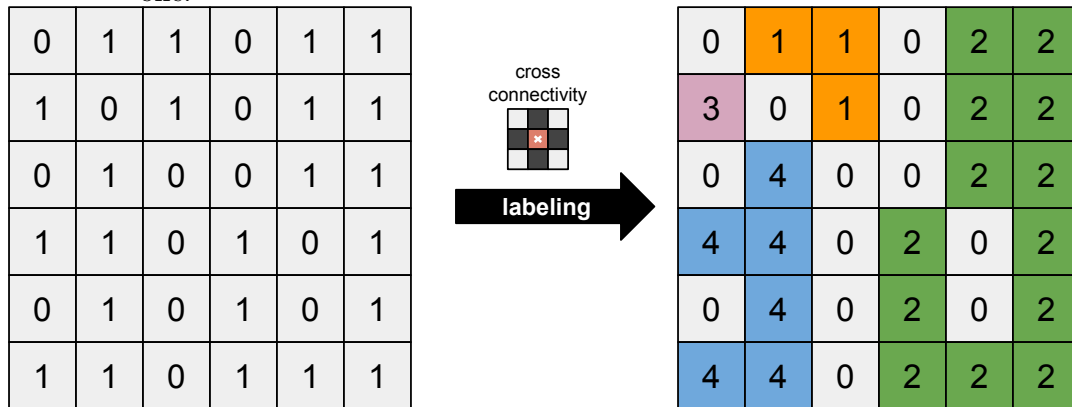 0 1 1 0 1 1
1 0 1 0 1 1
0 1 0 0 1 1
1 1 0 1 0 1
0 1 0 1 0 1
1 1 0 1 1 1
cross
connectivity
labeling
0 1 1 0 2 2
3 0 1 0 2 2
0 4 0 0 2 2
4 4 0 2 0 2
0 4 0 2 0 2
4 4 0 2 2 2